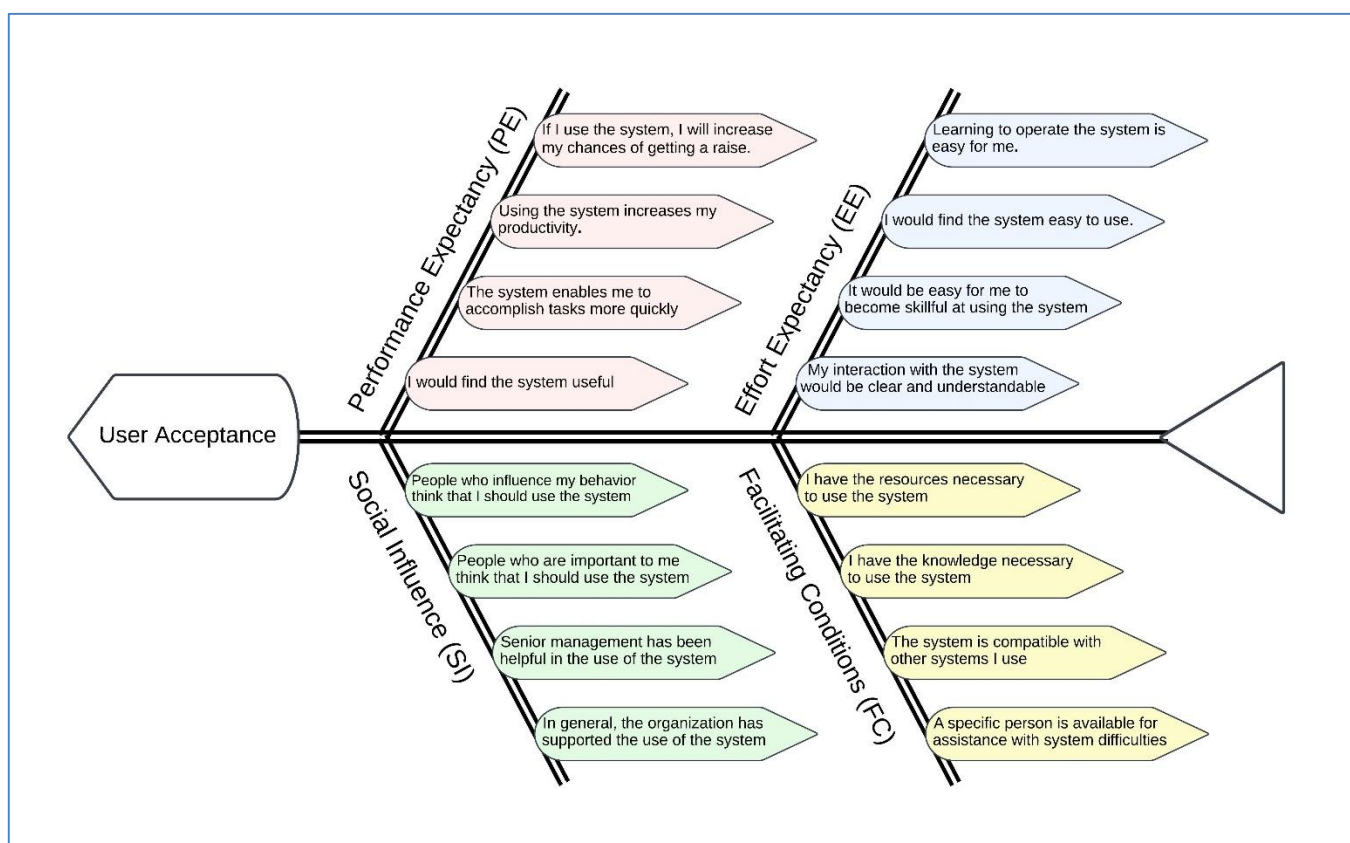 Performance Expectancy (PE)
If I use the system, I will increase
my chances of getting a raise.
Using the system increases my
productivity.
The system enables me to
accomplish tasks more quickly
I would find the system useful
Effort Expectancy (EE)
Learning to operate the system is
easy for me.
I would find the system easy to use.
It would be easy for me to
become skillful at using the system
My interaction with the system
would be clear and understandable
User Acceptance
Social Influence (SI)
People who influence my behavior
think that I should use the system
People who are important to me
think that I should use the system
Senior management has been
helpful in the use of the system
In general, the organization has
supported the use of the system
Facilitating Conditions (FC)
I have the resources necessary
to use the system
I have the knowledge necessary
to use the system
The system is compatible with
other systems I use
A specific person is available for
assistance with system difficulties